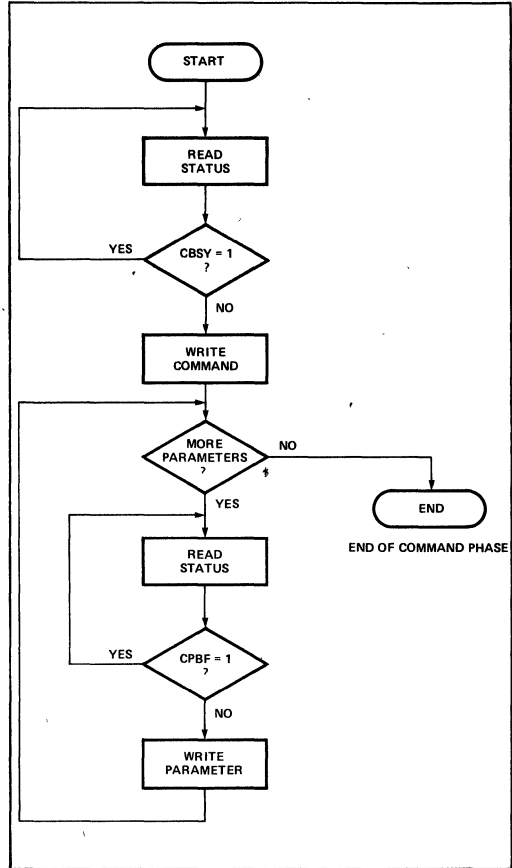 START
READ
STATUS
YES
CBSY = 1
?
NO
WRITE
COMMAND
MORE
PARAMETERS
?
NO
YES
END
END OF COMMAND PHASE
READ
STATUS
YES
CPBF = 1
?
NO
WRITE
PARAMETER